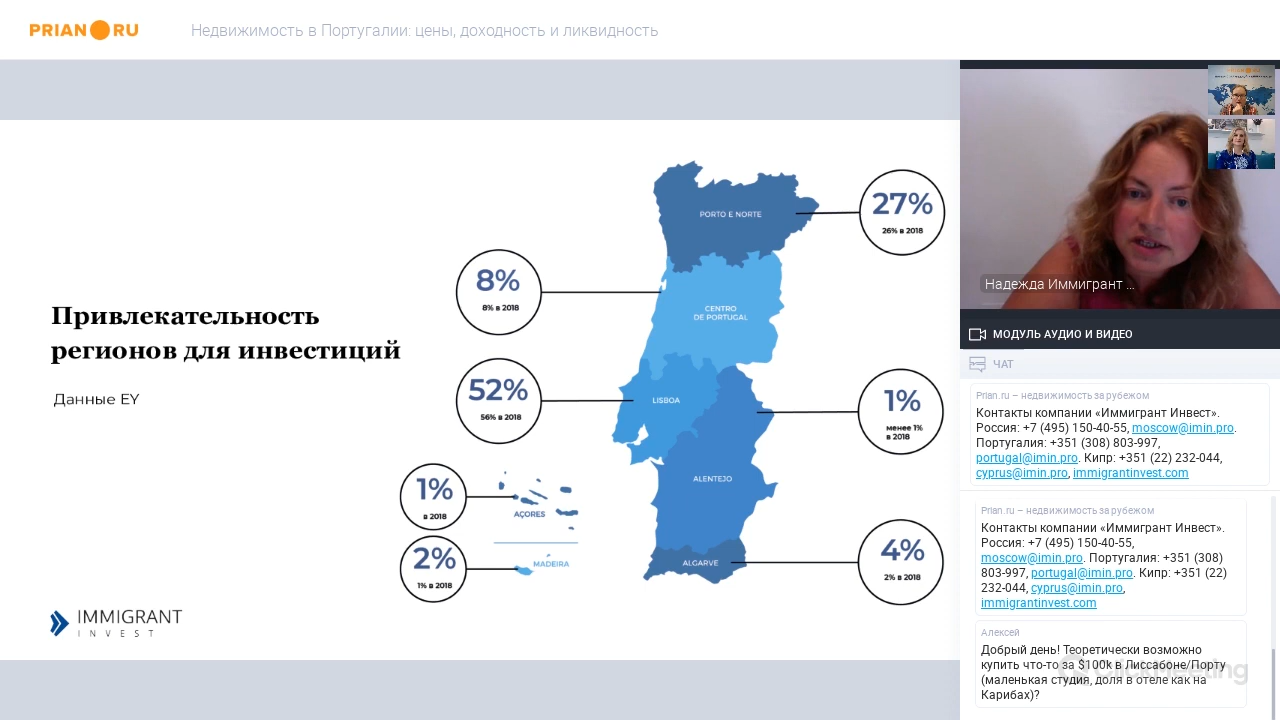 PRIAN RU
Недвижимость в Португалии: цены, доходность и ликвидность
Привлекательность
регионов для инвестиций
Данные EY
PORTO E NORTE
27%
26% в 2018
8%
8% в 2018
CENTRO
DE PORTUGAL
52%
56% в 2018
LISBOA
1%
менее 1%
в 2018
ALENTEJO
1%
в 2018
AÇORES
2%
1% в 2018
MADEIRA
ALGARVE
4%
2% в 2018
IMMIGRANT
INVEST
Надежда Иммигрант ...
МОДУЛЬ АУДИО И ВИДЕО
ЧАТ
Prian.ru – недвижимость за рубежом
Контакты компании «Иммигрант Инвест».
Россия: +7 (495) 150-40-55, moscow@imin.pro.
Португалия: +351 (308) 803-997,
portugal@imin.pro. Кипр: +351 (22) 232-044,
cyprus@imin.pro, immigrantinvest.com
Prian.ru – недвижимость за рубежом
Контакты компании «Иммигрант Инвест».
Россия: +7 (495) 150-40-55,
moscow@imin.pro. Португалия: +351 (308)
803-997, portugal@imin.pro. Кипр: +351 (22)
232-044, cyprus@imin.pro,
immigrantinvest.com
Алексей
Добрый день! Теоретически возможно
купить что-то за $100k в Лиссабоне/Порту
(маленькая студия, доля в отеле как на
Карибах)?
ClickMeeting